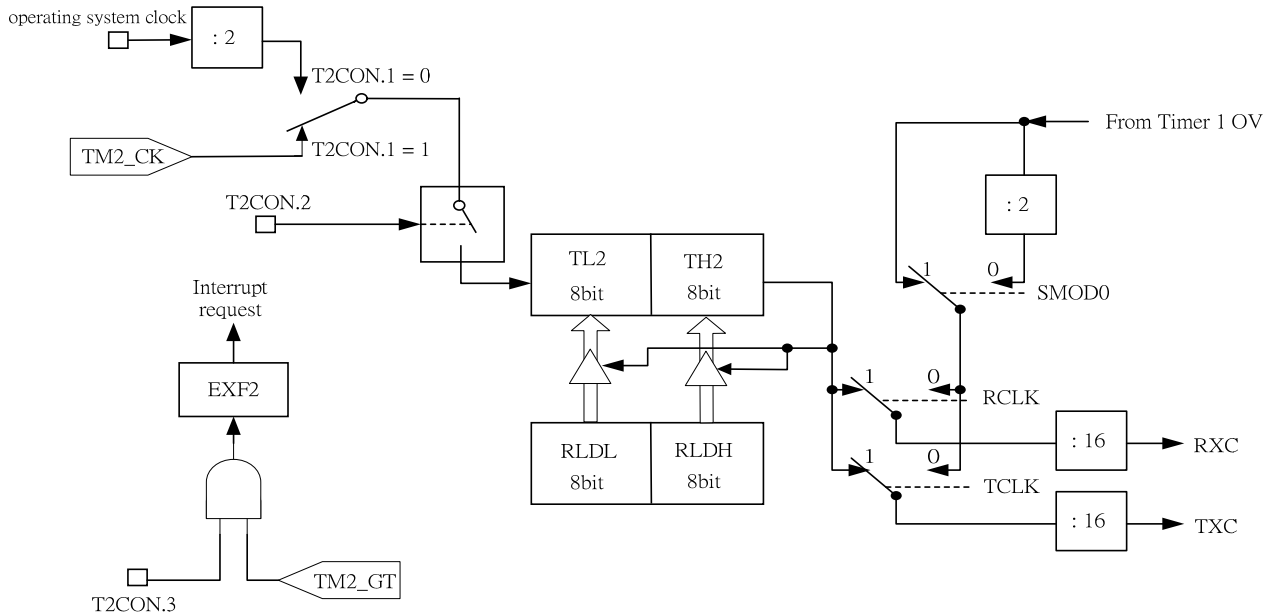 operating system clock
: 2
T2CON.1 = 0
TM2_CK
T2CON.1 = 1
From Timer 1 OV
: 2
T2CON.2
TL2
8bit
TH2
8bit
1
0
SMOD0
Interrupt
request
EXF2
1
0
RCLK
RLDL
8bit
RLDH
8bit
: 16
RXC
1
0
TCLK
: 16
TXC
TM2_GT
T2CON.3